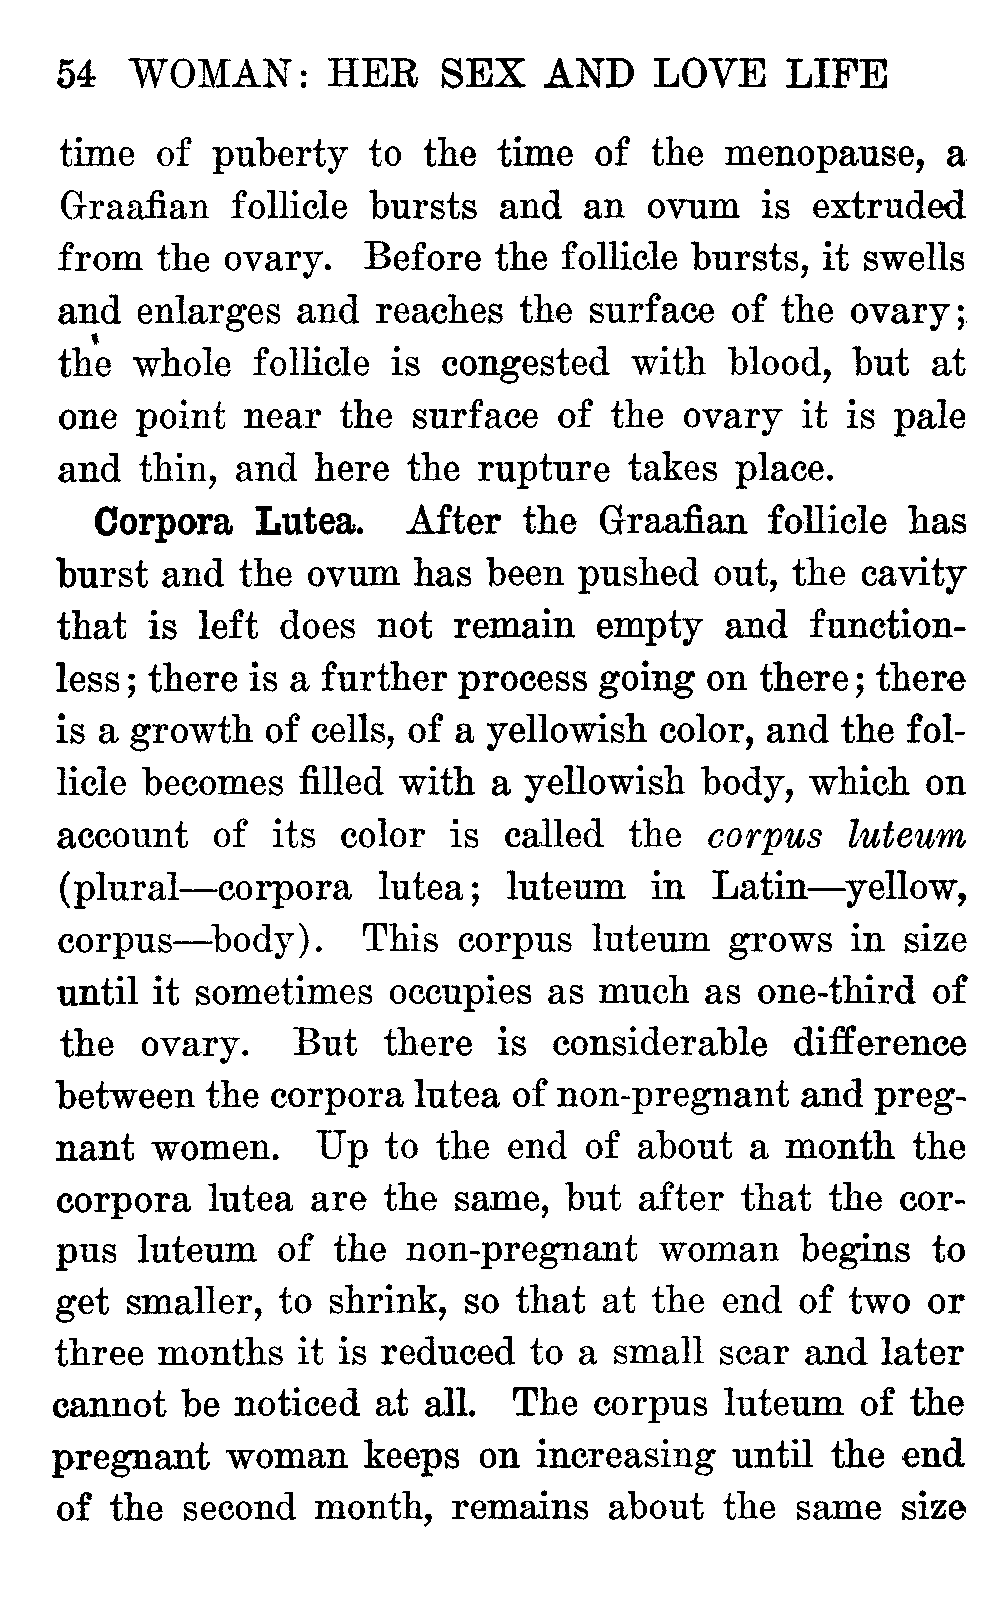 54 WOMAN: HER SEX AND LOVE LIFE
time of puberty to the time of the menopause, a
Graafian follicle bursts and an ovum is extruded
from the ovary. Before the follicle bursts, it swells
and enlarges and reaches the surface of the ovary;
the whole follicle is congested with blood, but at
one point near the surface of the ovary it is pale
and thin, and here the rupture takes place.
Corpora Lutea. After the Graafian follicle has
burst and the ovum has been pushed out, the cavity
that is left does not remain empty and function-
less; there is a further process going on there; there
is a growth of cells, of a yellowish color, and the fol-
licle becomes filled with a yellowish body, which on
account of its color is called the corpus luteum
(plural—corpora lutea; luteum in Latin—yellow,
corpus—body). This corpus luteum grows in size
until it sometimes occupies as much as one-third of
the ovary. But there is considerable difference
between the corpora lutea of non-pregnant and preg-
nant women. Up to the end of about a month the
corpora lutea are the same, but after that the cor-
pus luteum of the non-pregnant woman begins to
get smaller, to shrink, so that at the end of two or
three months it is reduced to a small scar and later
cannot be noticed at all. The corpus luteum of the
pregnant woman keeps on increasing until the end
of the second month, remains about the same size